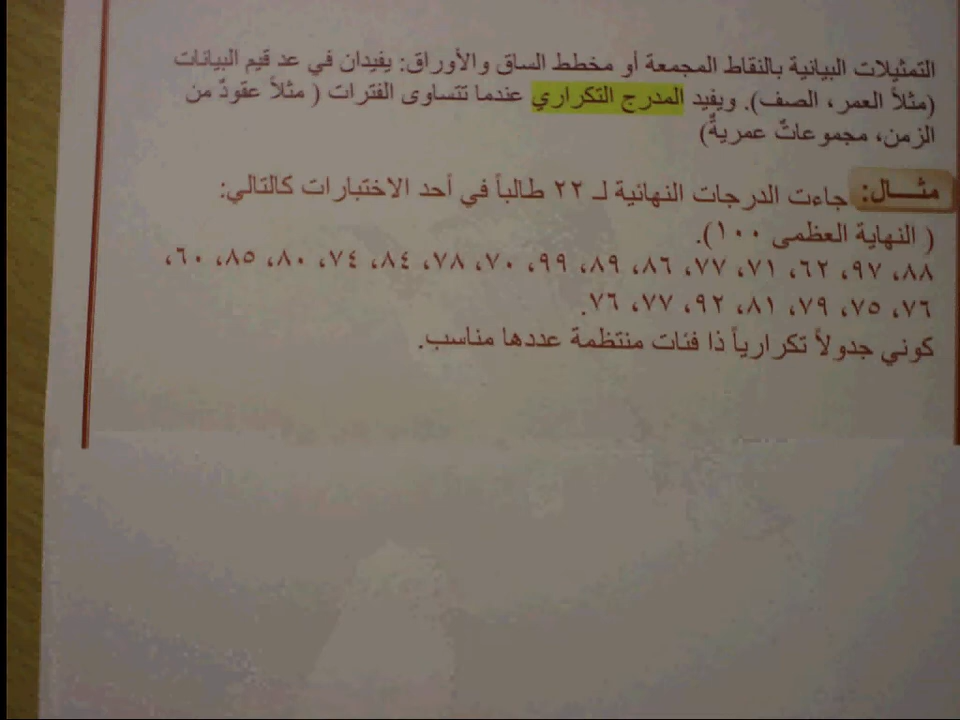 التمثيلات البيانية بالنقاط المجمعة أو مخطط الساق والأوراق: يفيدان في عد قيم البيانات
(مثلاً العمر، الصف). ويفيد المدرج التكراري عندما تتساوى الفترات ( مثلاً عقودٌ من
الزمن، مجموعاتٌ عمريةٌ)
مثـال: جاءت الدرجات النهائية لـ ٢٢ طالباً في أحد الاختبارات كالتالي:
( النهاية العظمى ١٠٠).
٨٨، ٩٧، ٦٢، ٧١، ٧٧، ٨٦، ٨٩، ٩٩، ٧٠، ٧٨، ٨٤، ٧٤، ٨٠، ٨٥، ٦٠،
٧٦، ٧٥، ٧٩، ٨١، ٩٢، ٧٧، ٧٦.
كوني جدولاً تكرارياً ذا فئات منتظمة عددها مناسب.